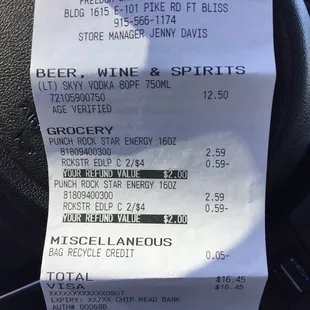 BLDG 1615 E-101 PIKE RD FT BLISS
915-566-1174
STORE MANAGER JENNY DAVIS
BEER, WINE & SPIRITS
(LT) SKYY VODKA 80PF 750ML
72105900750 12.50
AGE VERIFIED
GROCERY
PUNCH ROCK STAR ENERGY 16OZ
81809400300 2.59
RCKSTR EDLP C 2/$4 0.59-
YOUR REFUND VALUE $2.00
PUNCH ROCK STAR ENERGY 16OZ
81809400300 2.59
RCKSTR EDLP C 2/$4 0.59-
YOUR REFUND VALUE $2.00
MISCELLANEOUS
BAG RECYCLE CREDIT 0.05-
TOTAL $16.45
VISA $16.45
EXPIRY: XX/XX CHIP READ BANK
AUTH# 00068B